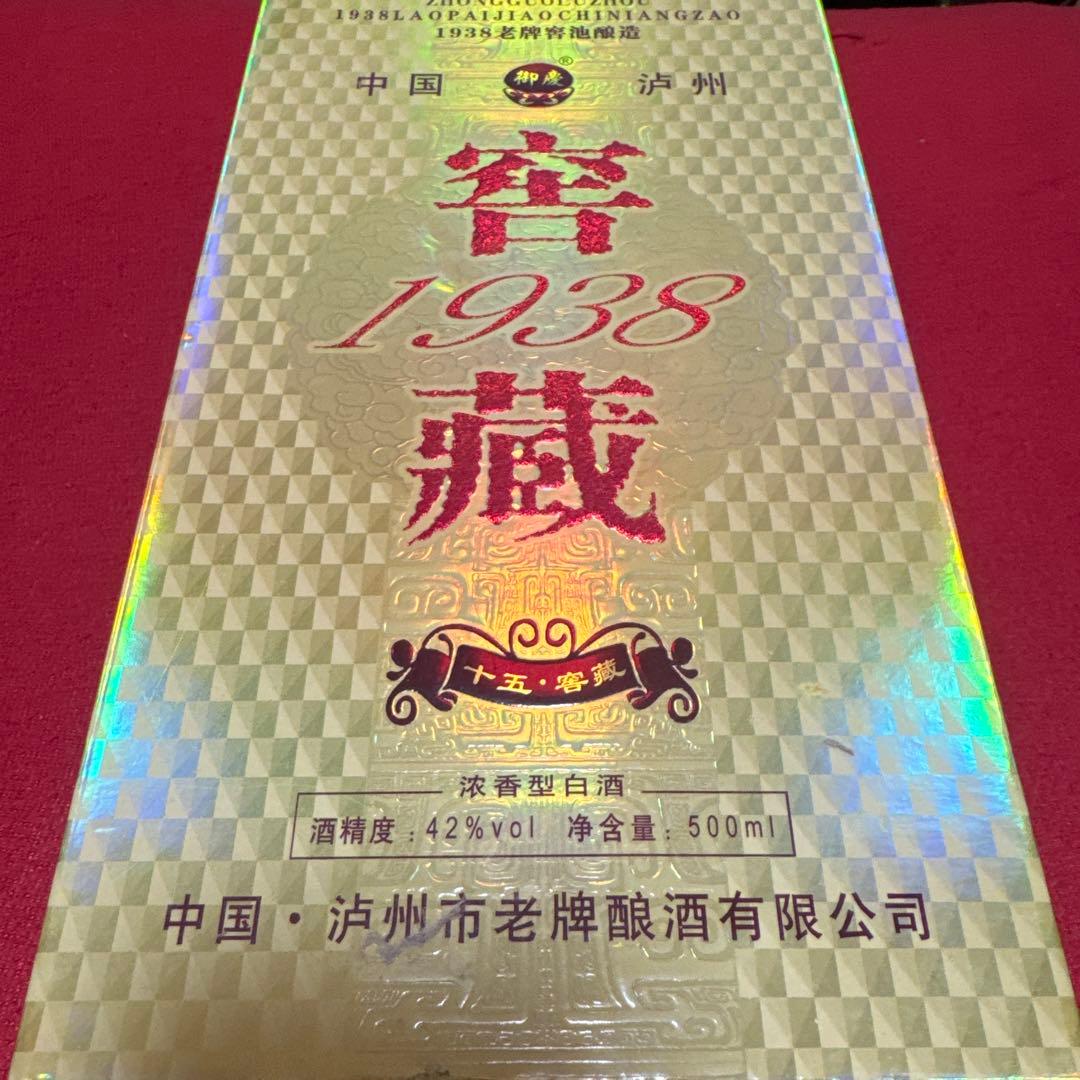 ZHONGGUOLUZHOU
1938LAOPAIJIAOCHINIANGZAO
1938老牌窖池酿造
中国 御慶® 泸州
窖
1938
藏
十五·窖藏
浓香型白酒
酒精度:42%vol 净含量:500ml
中国·泸州市老牌酿酒有限公司